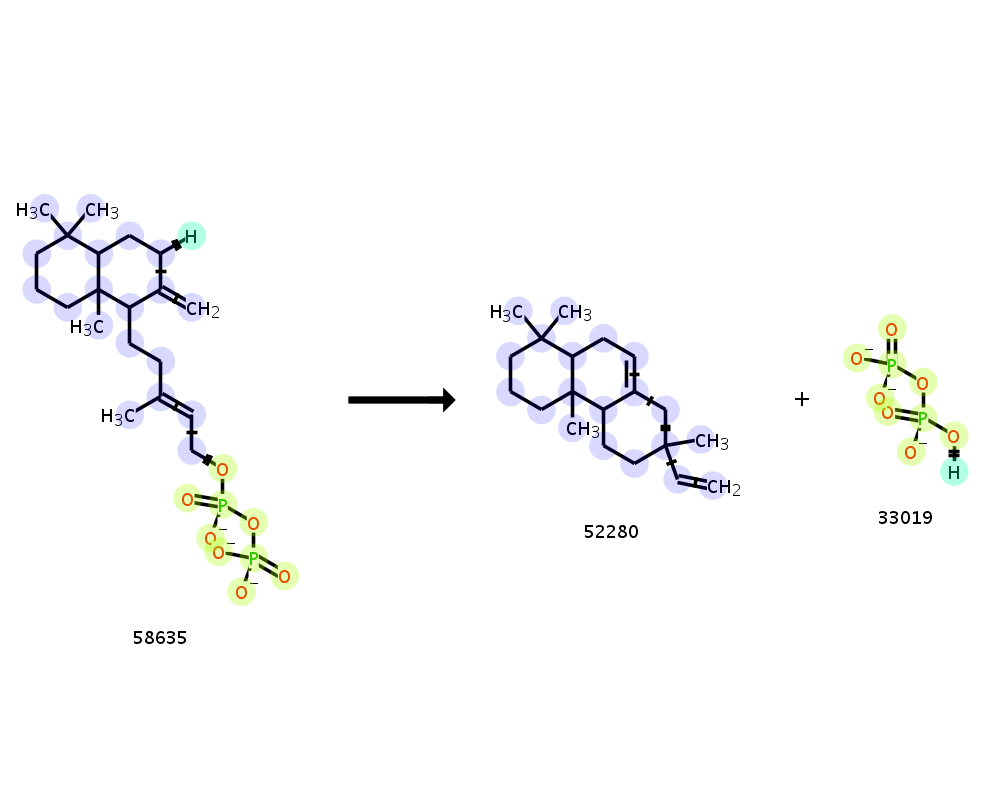 H3C CH3 H
CH2
H3C
H3C
O
O P O
O−
O− P O
O−
58635
H3C CH3
CH3
CH3
CH2
52280
+
O
O− P
O
O−
O P O
O−
H
33019